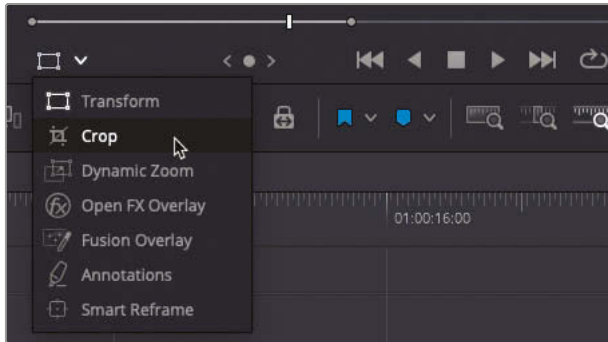 Transform
Crop
Dynamic Zoom
Open FX Overlay
01:00:16:00
Fusion Overlay
Annotations
Smart Reframe